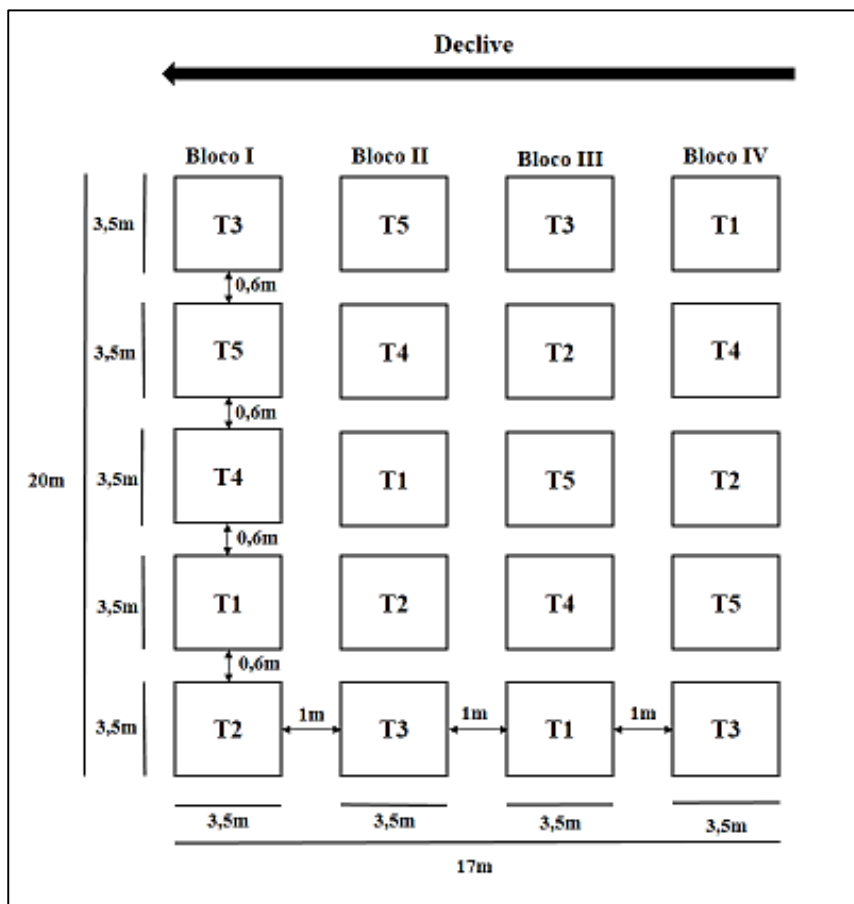 Declive
Bloco I Bloco II Bloco III Bloco IV
3,5m T3 T5 T3 T1
0,6m
3,5m T5 T4 T2 T4
0,6m
20m 3,5m T4 T1 T5 T2
0,6m
3,5m T1 T2 T4 T5
0,6m
3,5m T2 1m T3 1m T1 1m T3
3,5m 3,5m 3,5m 3,5m
17m